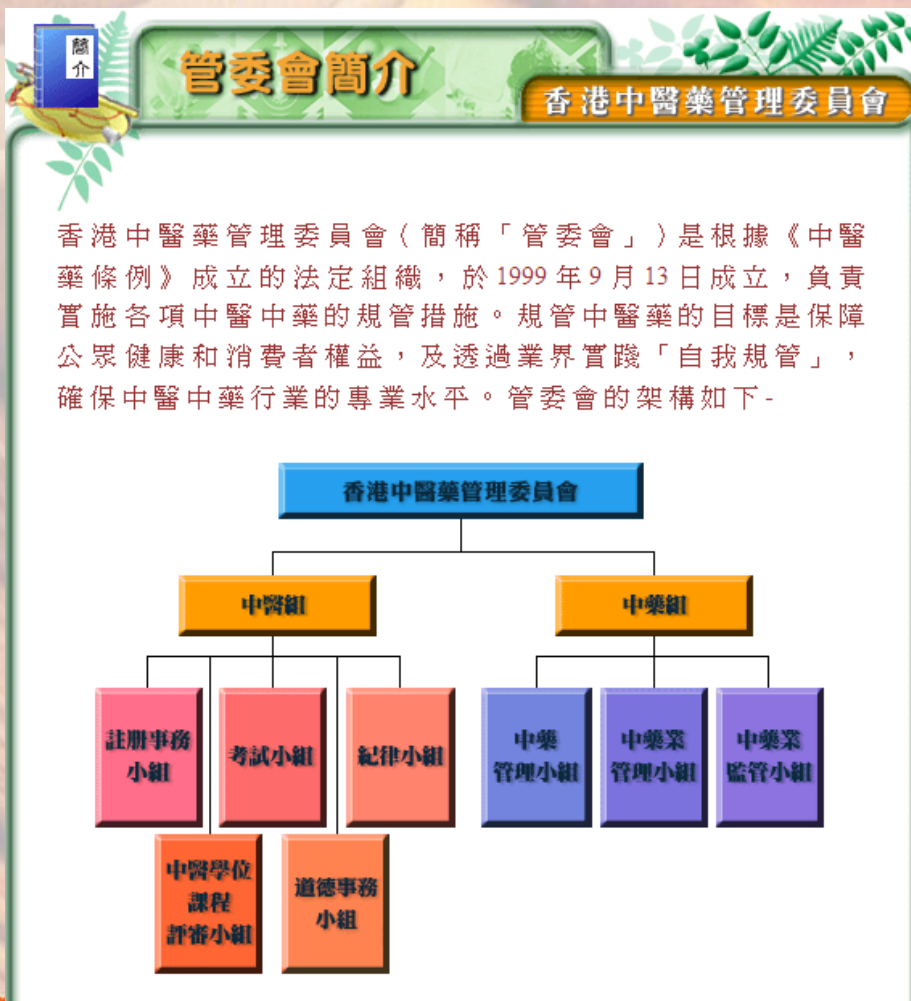 簡
介
管委會簡介
香港中醫藥管理委員會
香港中醫藥管理委員會（簡稱「管委會」）是根據《中醫
藥條例》成立的法定組織，於1999年9月13日成立，負責
實施各項中醫中藥的規管措施。規管中醫藥的目標是保障
公眾健康和消費者權益，及透過業界實踐「自我規管」，
確保中醫中藥行業的專業水平。管委會的架構如下-
香港中醫藥管理委員會
中醫組
中藥組
註冊事務
小組
考試小組
紀律小組
中藥
管理小組
中藥業
管理小組
中藥業
監管小組
中醫學位
課程
評審小組
道德事務
小組